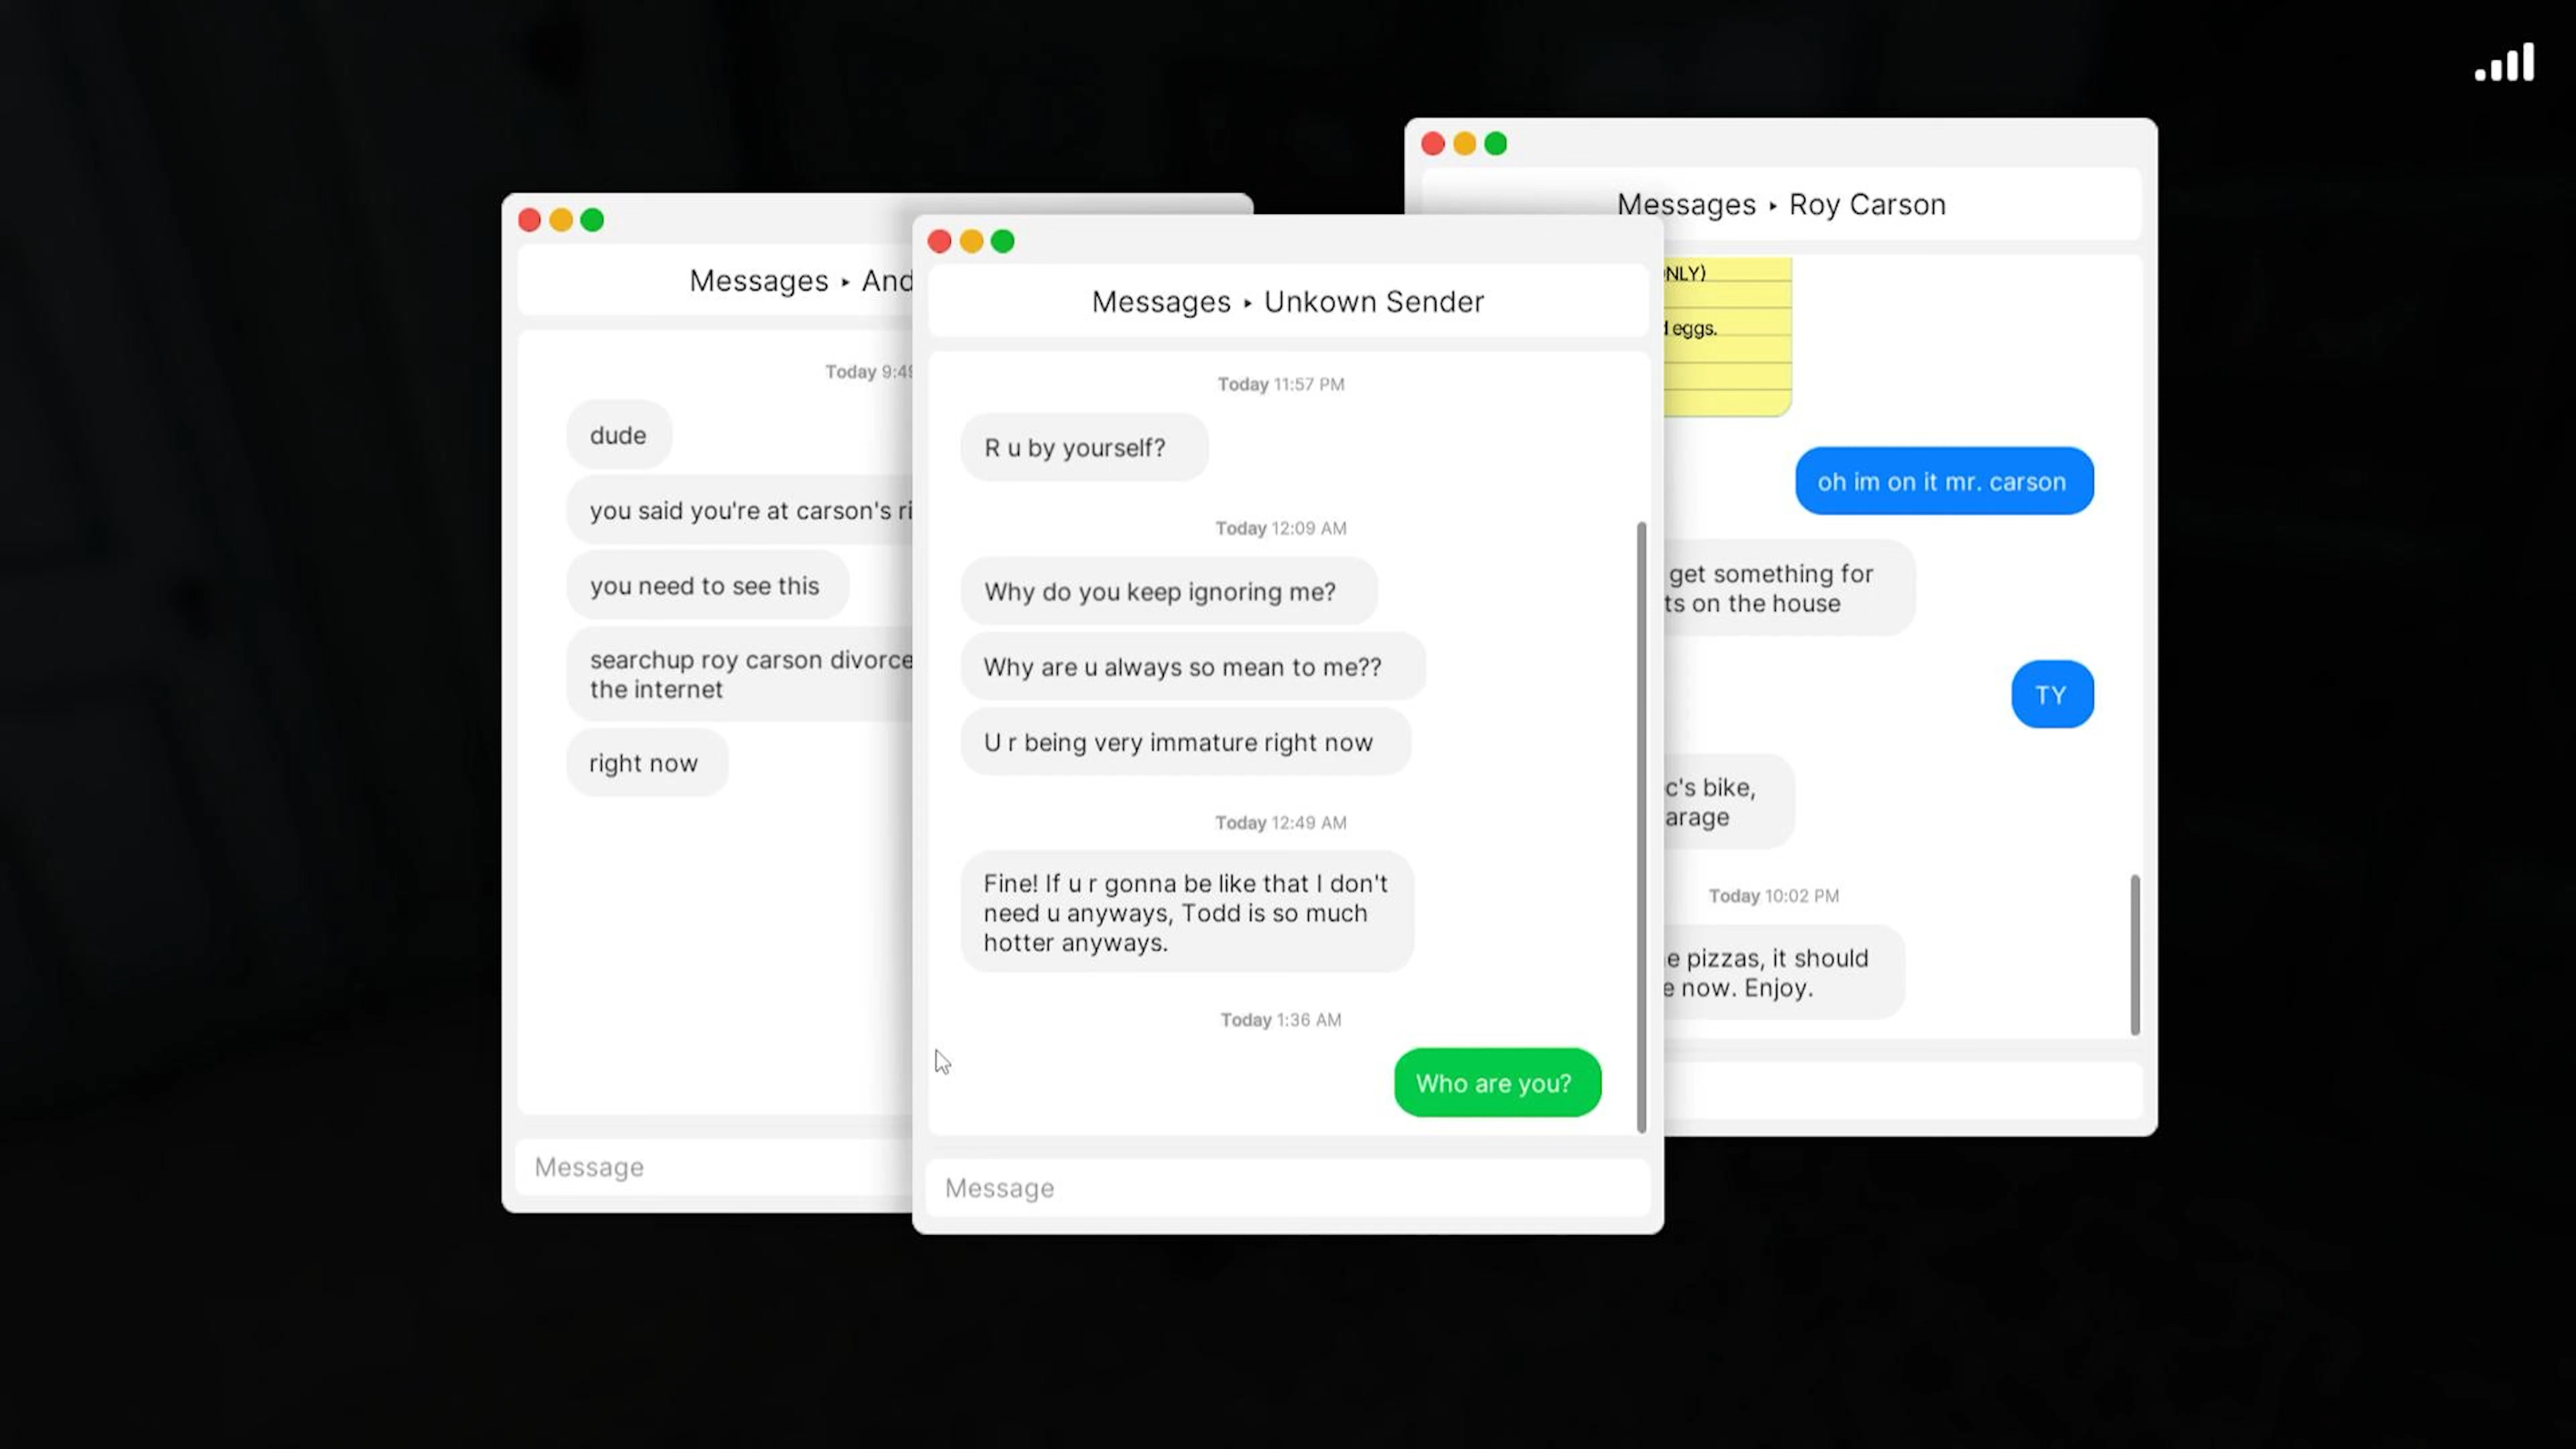 Messages ▸ And
Today 9:49
dude
you said you're at carson's ri
you need to see this
searchup roy carson divorce
the internet
right now
Message
Messages ▸ Unkown Sender
Today 11:57 PM
R u by yourself?
Today 12:09 AM
Why do you keep ignoring me?
Why are u always so mean to me??
U r being very immature right now
Today 12:49 AM
Fine! If u r gonna be like that I don't
need u anyways, Todd is so much
hotter anyways.
Today 1:36 AM
Who are you?
Message
Messages ▸ Roy Carson
NLY)
eggs.
oh im on it mr. carson
get something for
ts on the house
TY
c's bike,
arage
Today 10:02 PM
e pizzas, it should
e now. Enjoy.